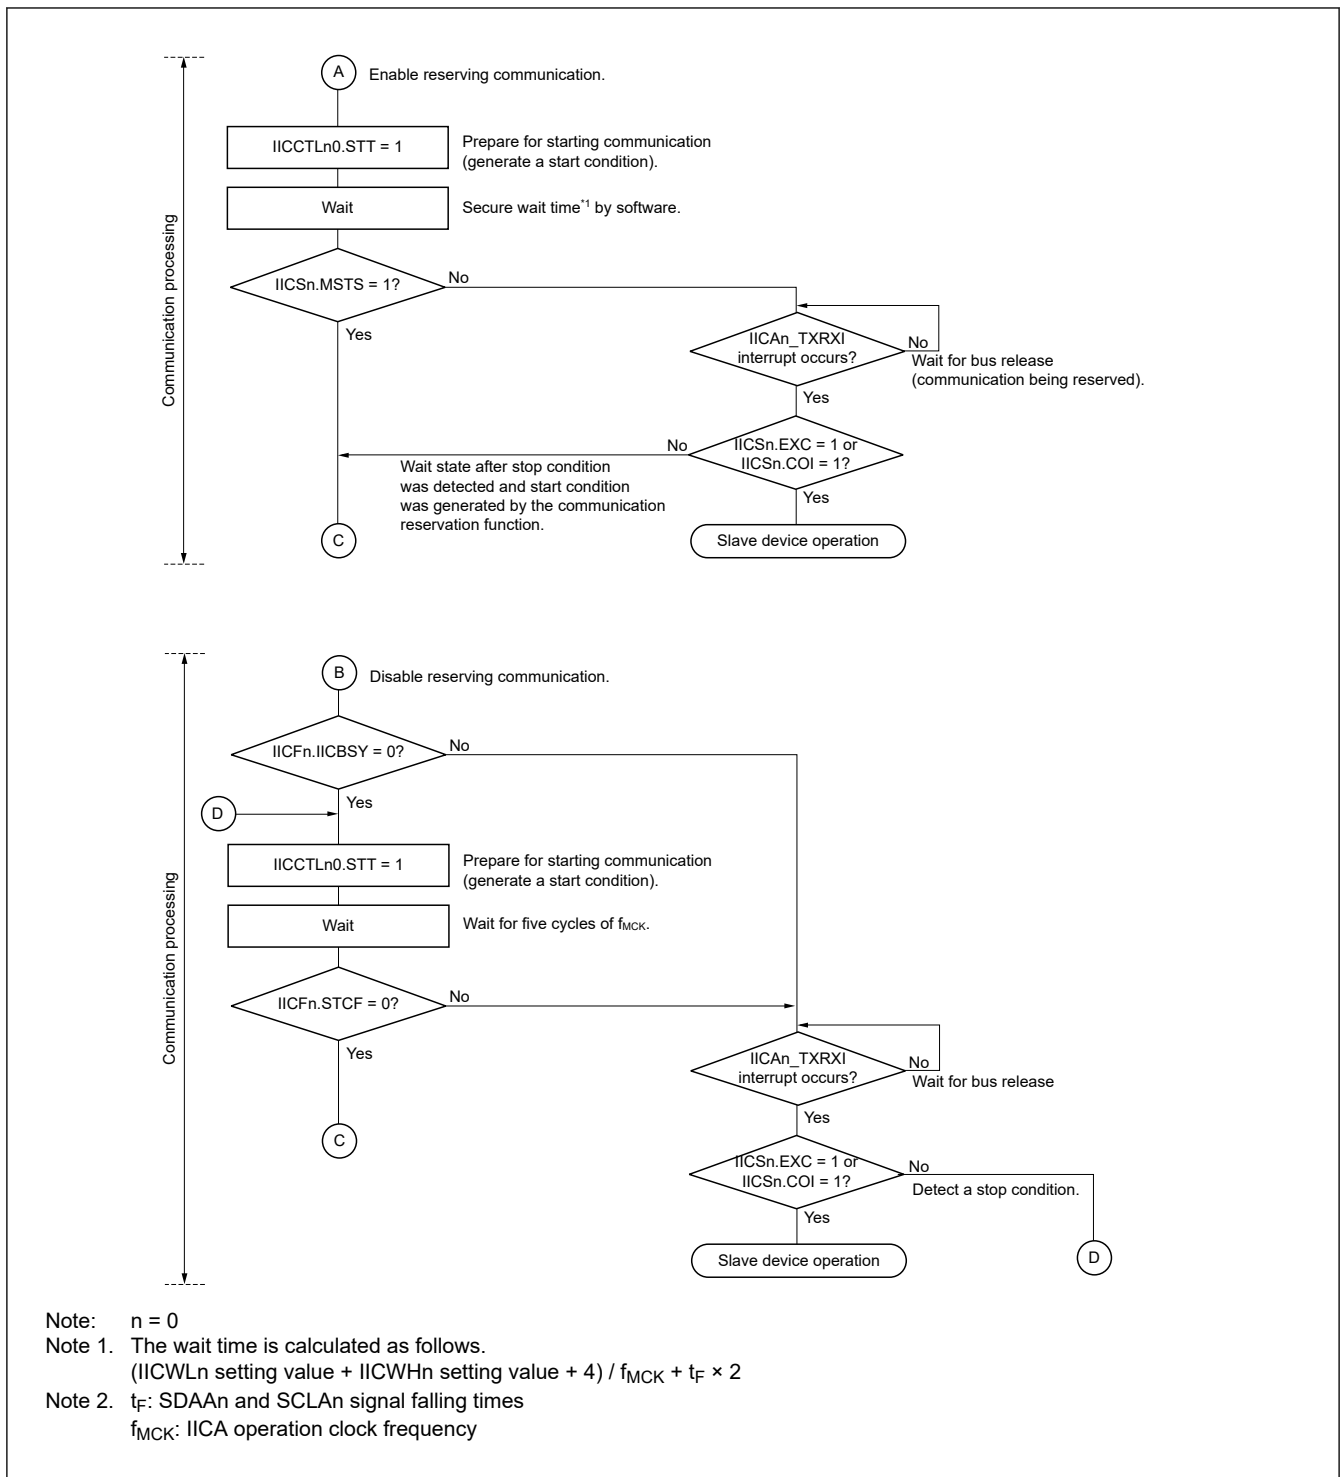 A
Enable reserving communication.
IICCTLn0.STT = 1
Prepare for starting communication
(generate a start condition).
Wait
Secure wait time*1 by software.
IICSn.MSTS = 1?
No
Yes
IICAn_TXRXI
interrupt occurs?
No
Wait for bus release
(communication being reserved).
Yes
IICSn.EXC = 1 or
IICSn.COI = 1?
No
Wait state after stop condition
was detected and start condition
was generated by the communication
reservation function.
Yes
C
Slave device operation
Communication processing
B
Disable reserving communication.
IICFn.IICBSY = 0?
No
Yes
D
IICCTLn0.STT = 1
Prepare for starting communication
(generate a start condition).
Wait
Wait for five cycles of fMCK.
IICFn.STCF = 0?
No
Yes
IICAn_TXRXI
interrupt occurs?
No
Wait for bus release
Yes
C
IICSn.EXC = 1 or
IICSn.COI = 1?
No
Detect a stop condition.
Yes
Slave device operation
D
Communication processing
Note: n = 0
Note 1. The wait time is calculated as follows.
(IICWLn setting value + IICWHn setting value + 4) / fMCK + tF × 2
Note 2. tF: SDAAn and SCLAn signal falling times
fMCK: IICA operation clock frequency